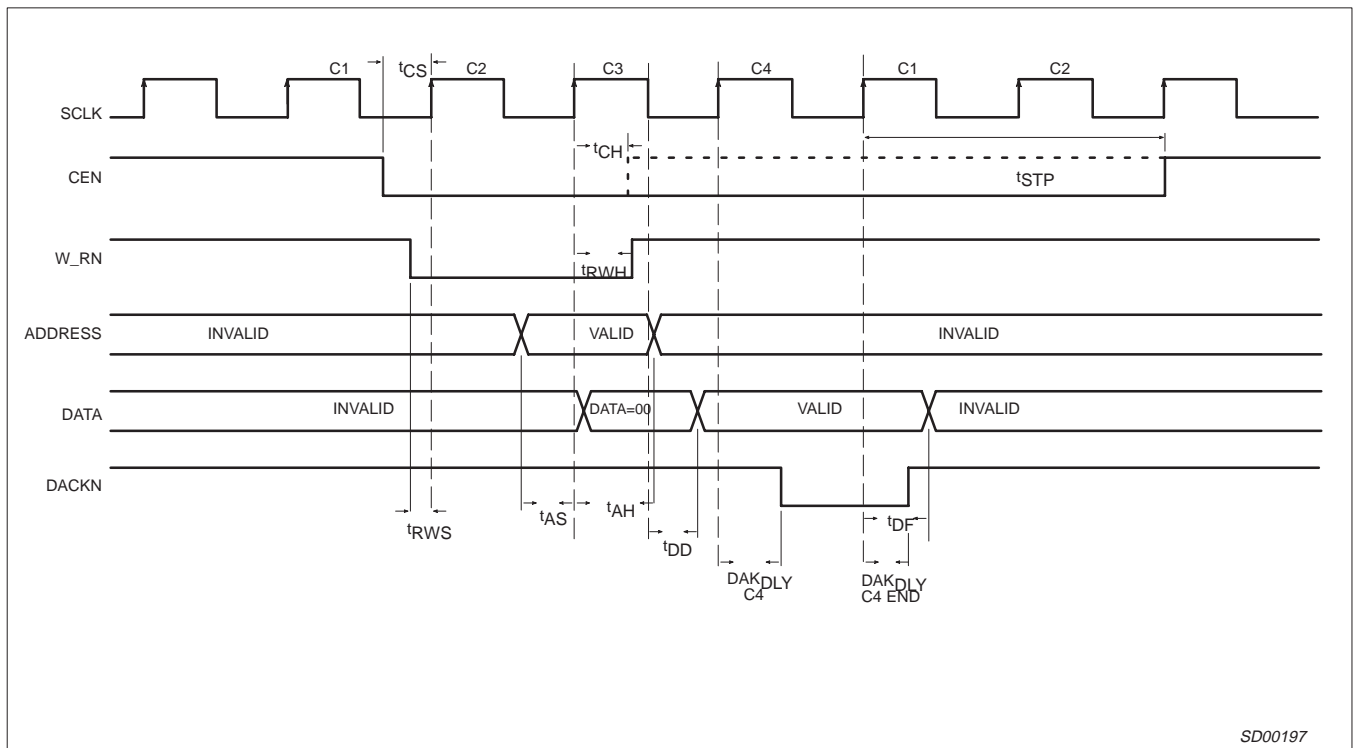 C1 tCS C2 C3 C4 C1 C2
SCLK
tCH
CEN
tSTP
W_RN
tRWH
ADDRESS INVALID VALID INVALID
DATA INVALID DATA=00 VALID INVALID
DACKN
tRWS tAS tAH tDD tDF
DAKDLY
C4
DAKDLY
C4 END
SD00197